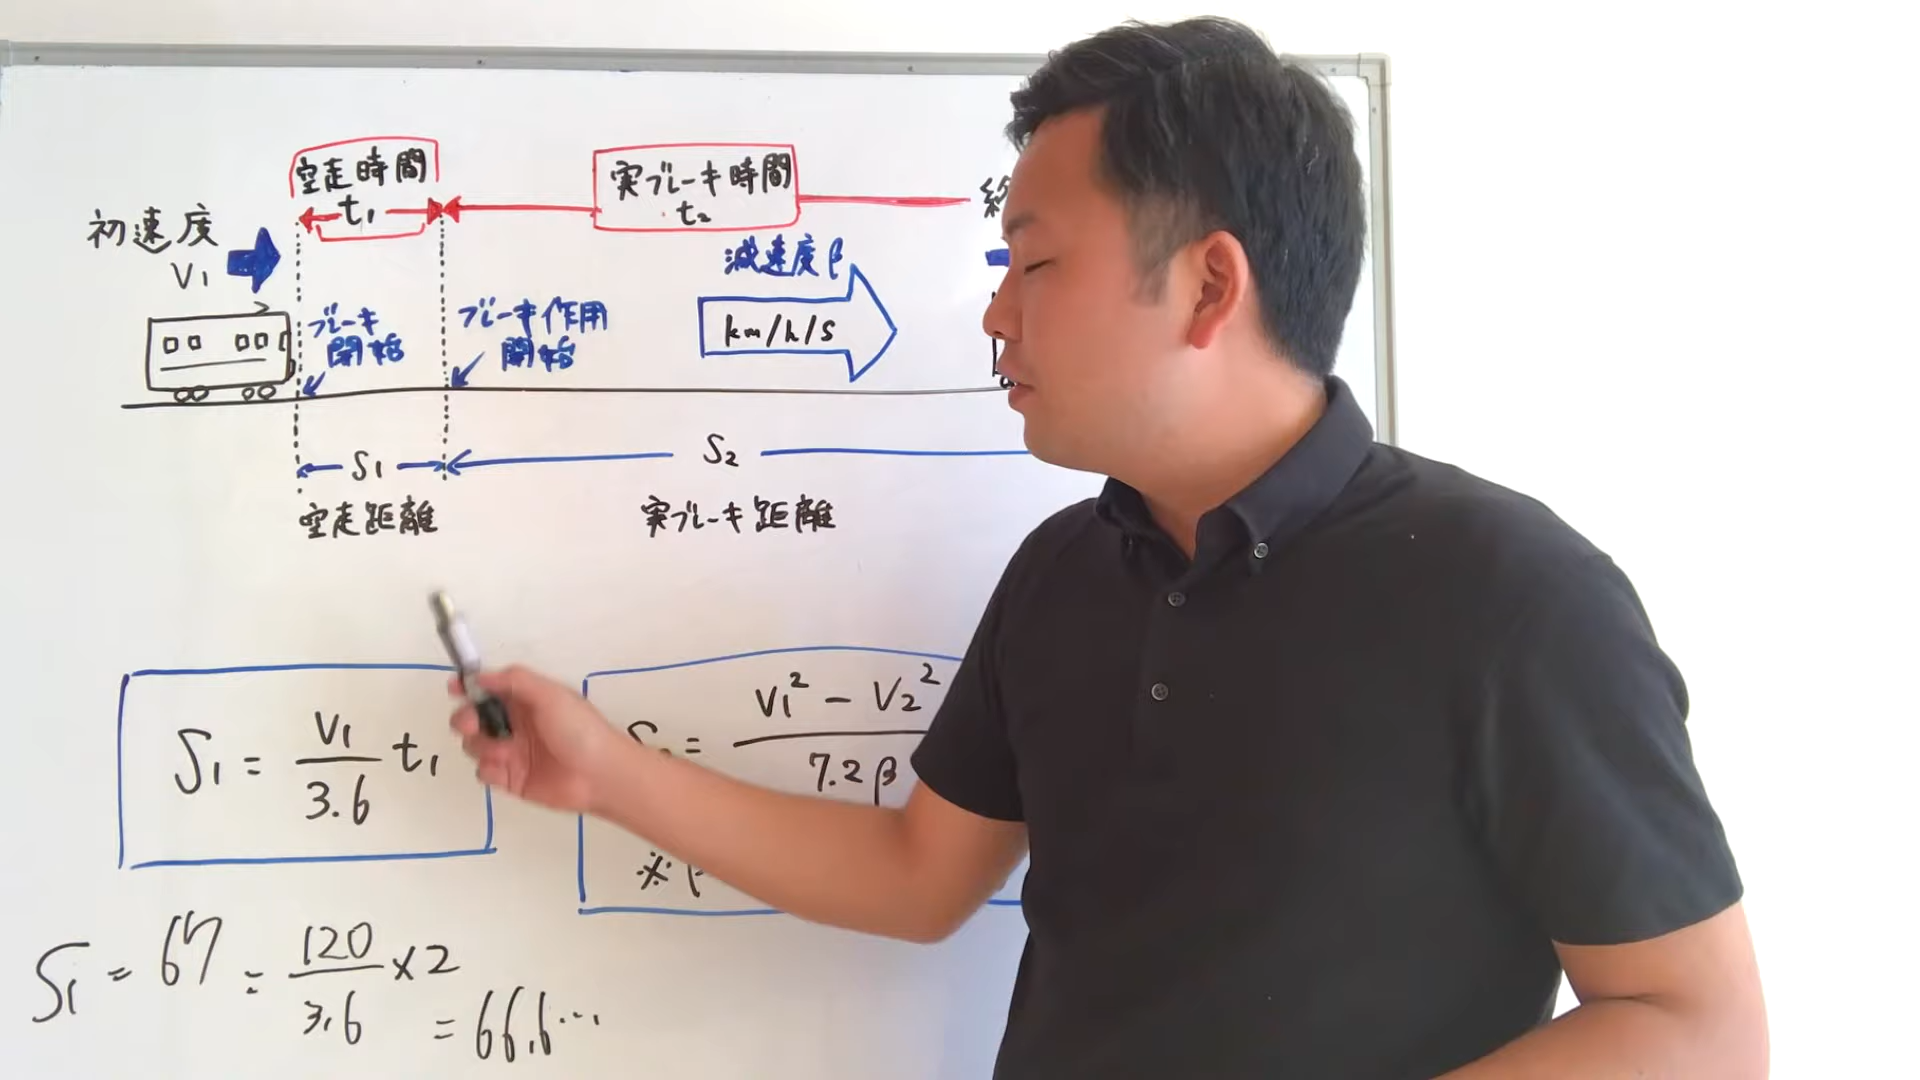 空走時間
t₁
実ブレーキ時間
t₂
初速度
V₁
減速度β
km/h/s
ブレーキ
開始
ブレーキ作用
開始
S₁
S₂
空走距離
実ブレーキ距離
S₁ = V₁/3.6 t₁
= V₁² - V₂² / 7.2β
※β
S₁ = 67 = 120/3.6 × 2
= 66.6…